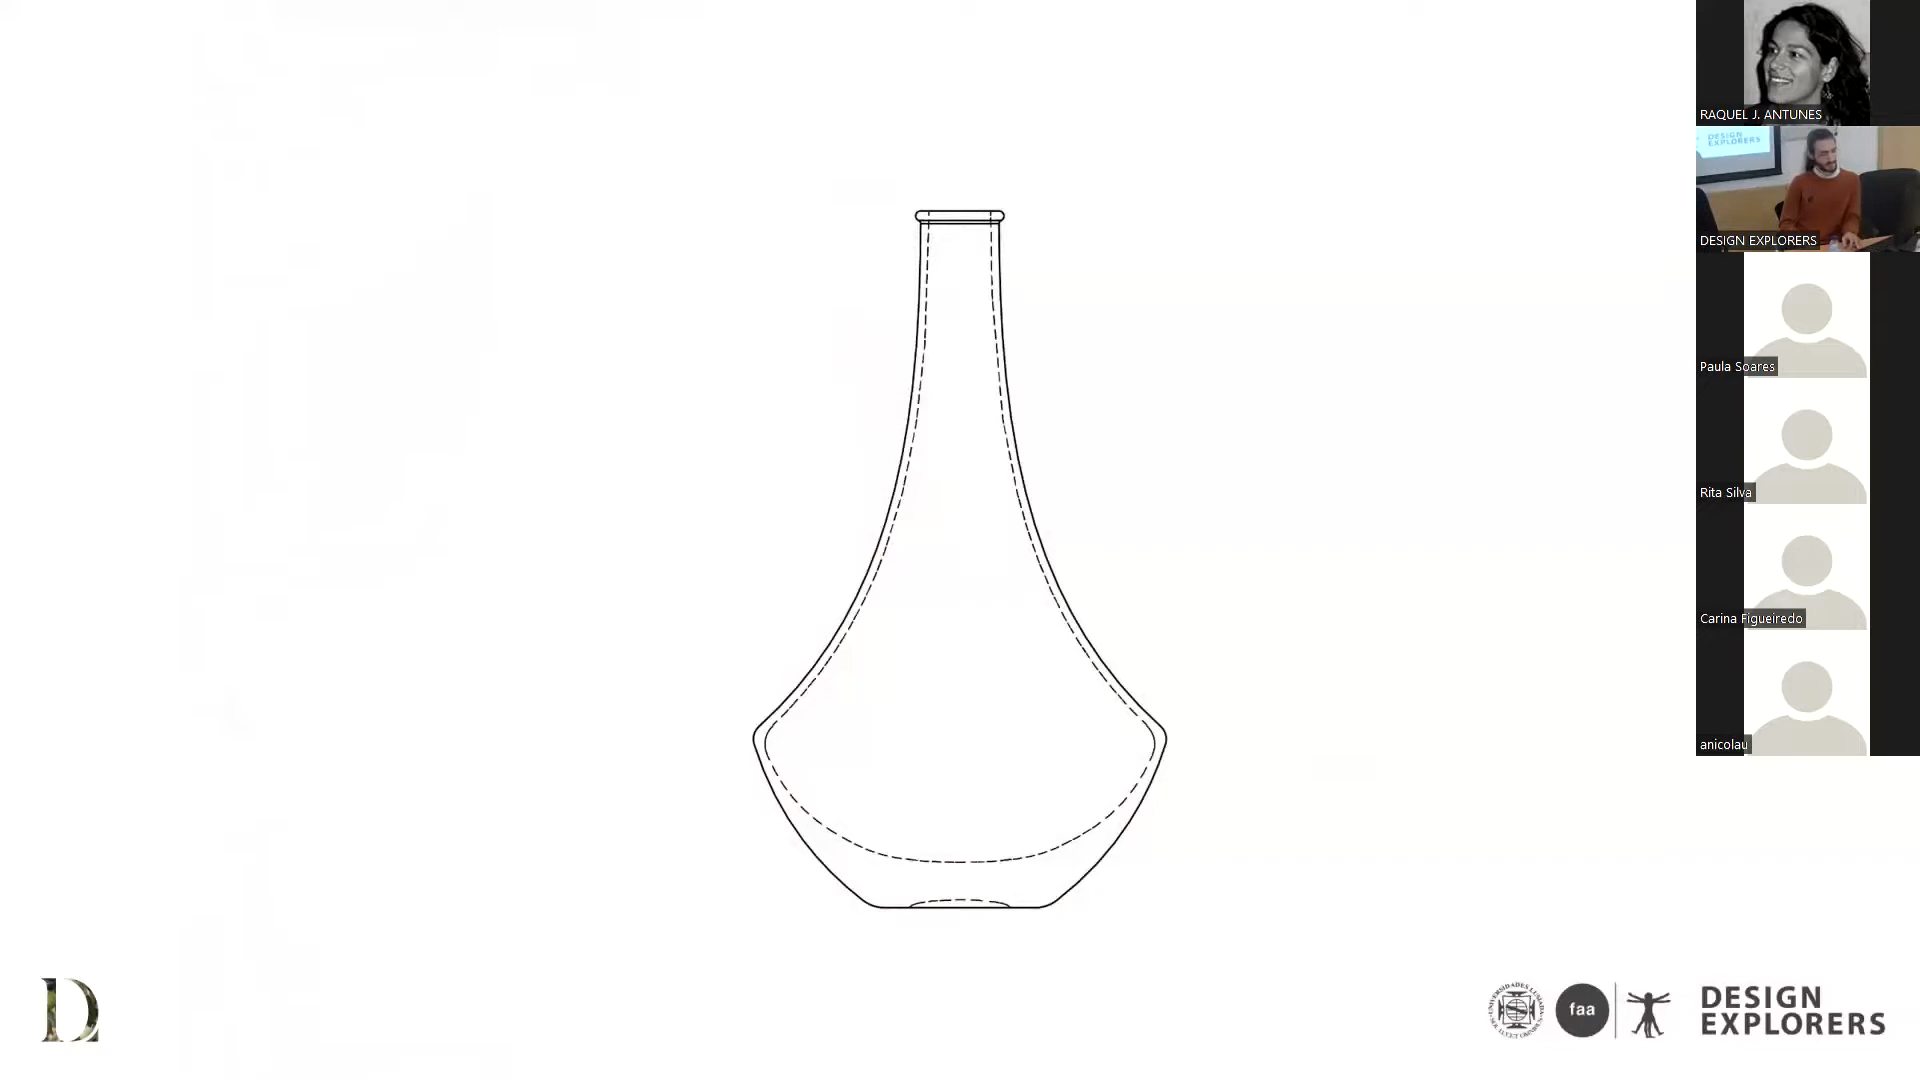 RAQUEL J. ANTUNES
DESIGN
EXPLORERS
DESIGN EXPLORERS
Paula Soares
Rita Silva
Carina Figueiredo
anicolau
D
faa
DESIGN
EXPLORERS